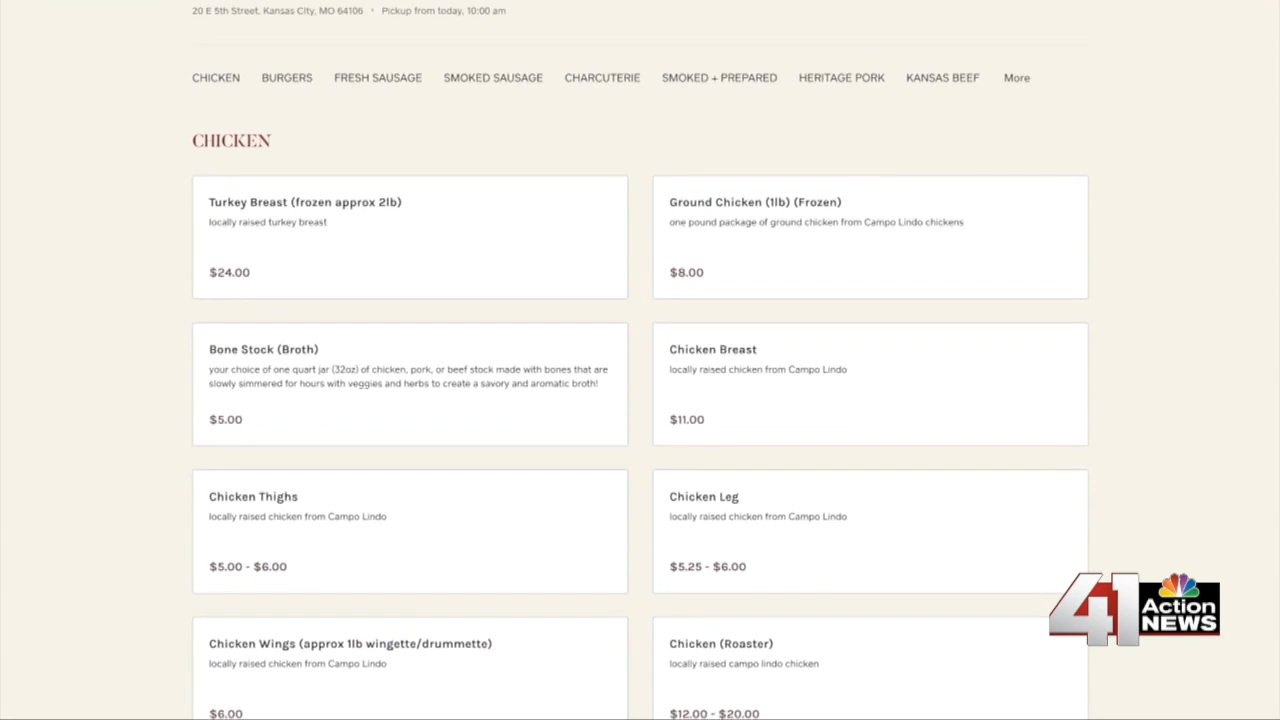 20 E 5th Street, Kansas City, MO 64106 • Pickup from today, 10:00 am
CHICKEN BURGERS FRESH SAUSAGE SMOKED SAUSAGE CHARCUTERIE SMOKED + PREPARED HERITAGE PORK KANSAS BEEF More
CHICKEN
Turkey Breast (frozen approx 2lb)
locally raised turkey breast
$24.00
Ground Chicken (1lb) (Frozen)
one pound package of ground chicken from Campo Lindo chickens
$8.00
Bone Stock (Broth)
your choice of one quart jar (32oz) of chicken, pork, or beef stock made with bones that are
slowly simmered for hours with veggies and herbs to create a savory and aromatic broth!
$5.00
Chicken Breast
locally raised chicken from Campo Lindo
$11.00
Chicken Thighs
locally raised chicken from Campo Lindo
$5.00 - $6.00
Chicken Leg
locally raised chicken from Campo Lindo
$5.25 - $6.00
Chicken Wings (approx 1lb wingette/drummette)
locally raised chicken from Campo Lindo
$6.00
Chicken (Roaster)
locally raised campo lindo chicken
$12.00 - $20.00
41 Action
NEWS